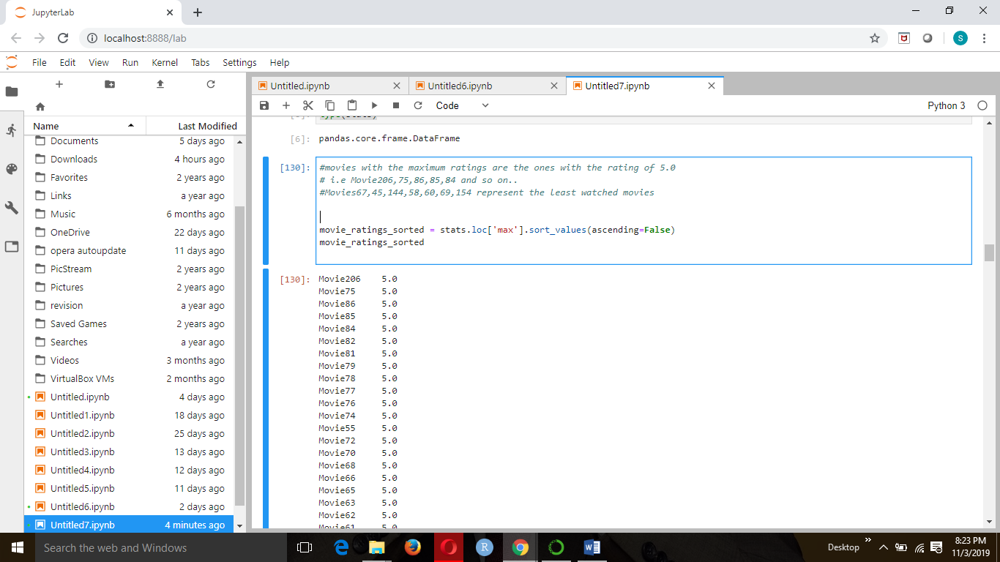 JupyterLab
localhost:8888/lab
S
File Edit View Run Kernel Tabs Settings Help
Untitled.ipynb
Untitled6.ipynb
Untitled7.ipynb
Code
Python 3
Name Last Modified
Documents 5 days ago
Downloads 4 hours ago
Favorites 2 years ago
Links a year ago
Music 6 months ago
OneDrive 22 days ago
opera autoupdate 11 days ago
PicStream 2 years ago
Pictures 2 years ago
revision a year ago
Saved Games 2 years ago
Searches a year ago
Videos 3 months ago
VirtualBox VMs 2 months ago
Untitled.ipynb 4 days ago
Untitled1.ipynb 18 days ago
Untitled2.ipynb 25 days ago
Untitled3.ipynb 13 days ago
Untitled4.ipynb 12 days ago
Untitled5.ipynb 11 days ago
Untitled6.ipynb 2 days ago
Untitled7.ipynb 4 minutes ago
[6]: pandas.core.frame.DataFrame
[130]: #movies with the maximum ratings are the ones with the rating of 5.0
# i.e Movie206,75,86,85,84 and so on..
#Movies67,45,144,58,60,69,154 represent the least watched movies
movie_ratings_sorted = stats.loc['max'].sort_values(ascending=False)
movie_ratings_sorted
[130]: Movie206 5.0
Movie75 5.0
Movie86 5.0
Movie85 5.0
Movie84 5.0
Movie82 5.0
Movie81 5.0
Movie79 5.0
Movie78 5.0
Movie77 5.0
Movie76 5.0
Movie74 5.0
Movie55 5.0
Movie72 5.0
Movie70 5.0
Movie68 5.0
Movie66 5.0
Movie65 5.0
Movie63 5.0
Movie62 5.0
Movie61 5.0
Search the web and Windows
R
Desktop
8:23 PM
11/3/2019